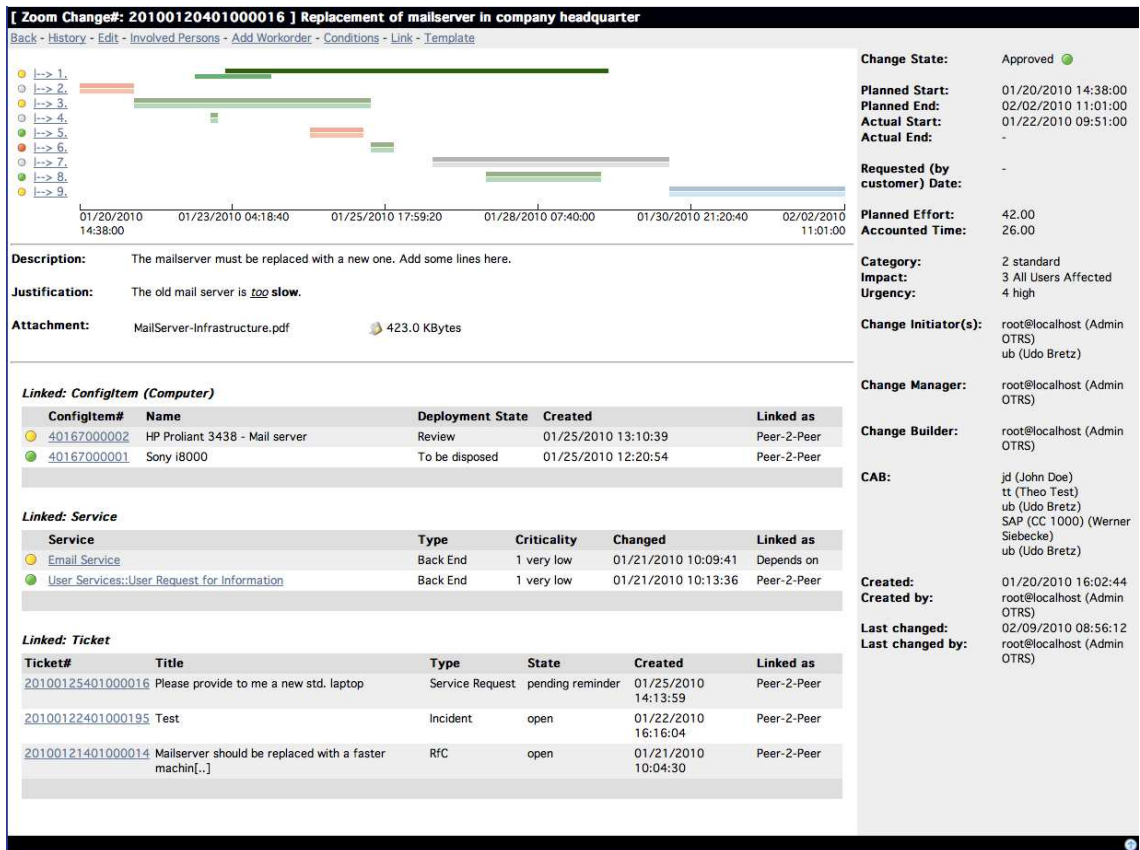 [ Zoom Change#: 20100120401000016 ] Replacement of mailserver in company headquarter
Back - History - Edit - Involved Persons - Add Workorder - Conditions - Link - Template
|--> 1.
|--> 2.
|--> 3.
|--> 4.
|--> 5.
|--> 6.
|--> 7.
|--> 8.
|--> 9.
01/20/2010 01/23/2010 04:18:40 01/25/2010 17:59:20 01/28/2010 07:40:00 01/30/2010 21:20:40 02/02/2010
14:38:00 11:01:00
Description: The mailserver must be replaced with a new one. Add some lines here.
Justification: The old mail server is too slow.
Attachment: MailServer-Infrastructure.pdf 423.0 KBytes
Linked: ConfigItem (Computer)
ConfigItem# Name Deployment State Created Linked as
40167000002 HP Proliant 3438 - Mail server Review 01/25/2010 13:10:39 Peer-2-Peer
40167000001 Sony i8000 To be disposed 01/25/2010 12:20:54 Peer-2-Peer
Linked: Service
Service Type Criticality Changed Linked as
Email Service Back End 1 very low 01/21/2010 10:09:41 Depends on
User Services::User Request for Information Back End 1 very low 01/21/2010 10:13:36 Peer-2-Peer
Linked: Ticket
Ticket# Title Type State Created Linked as
20100125401000016 Please provide to me a new std. laptop Service Request pending reminder 01/25/2010 Peer-2-Peer
14:13:59
20100122401000195 Test Incident open 01/22/2010 Peer-2-Peer
16:16:04
20100121401000014 Mailserver should be replaced with a faster RfC open 01/21/2010 Peer-2-Peer
machin[..] 10:04:30
Change State: Approved
Planned Start: 01/20/2010 14:38:00
Planned End: 02/02/2010 11:01:00
Actual Start: 01/22/2010 09:51:00
Actual End: -
Requested (by -
customer) Date:
Planned Effort: 42.00
Accounted Time: 26.00
Category: 2 standard
Impact: 3 All Users Affected
Urgency: 4 high
Change Initiator(s): root@localhost (Admin
OTRS)
ub (Udo Bretz)
Change Manager: root@localhost (Admin
OTRS)
Change Builder: root@localhost (Admin
OTRS)
CAB: jd (John Doe)
tt (Theo Test)
ub (Udo Bretz)
SAP (CC 1000) (Werner
Siebecke)
ub (Udo Bretz)
Created: 01/20/2010 16:02:44
Created by: root@localhost (Admin
OTRS)
Last changed: 02/09/2010 08:56:12
Last changed by: root@localhost (Admin
OTRS)